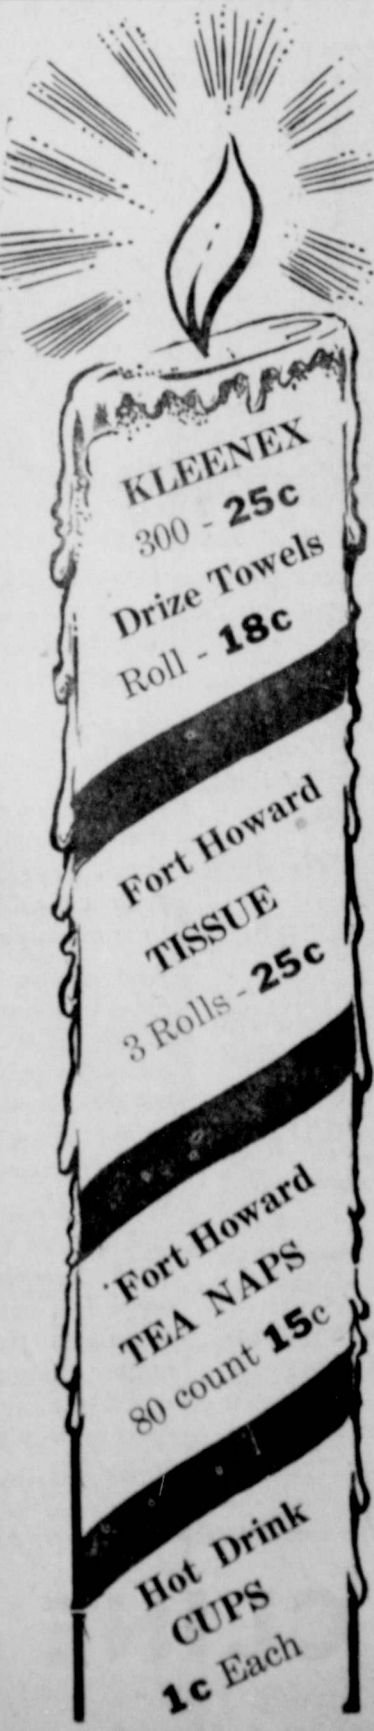 KLEENEX
300 - 25c
Drize Towels
Roll - 18c
Fort Howard
TISSUE
3 Rolls - 25c
Fort Howard
TEA NAPS
80 count 15c
Hot Drink
CUPS
1c Each